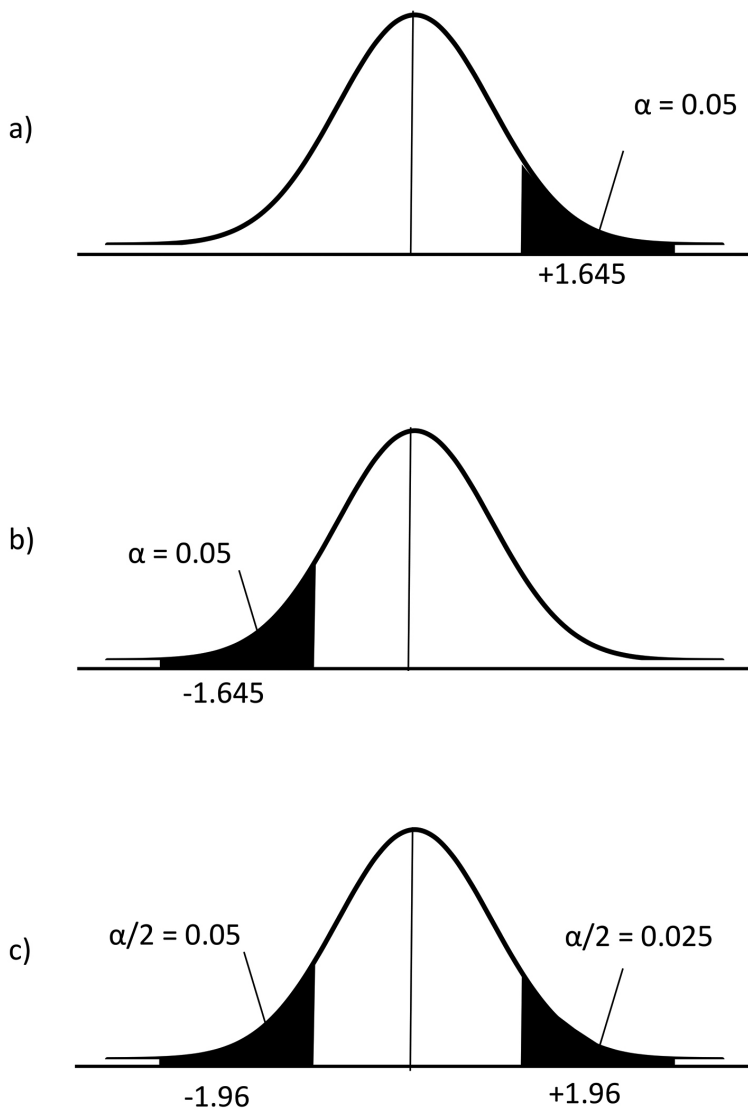 a)
α = 0.05
+1.645
b)
α = 0.05
-1.645
c)
α/2 = 0.05
α/2 = 0.025
-1.96
+1.96